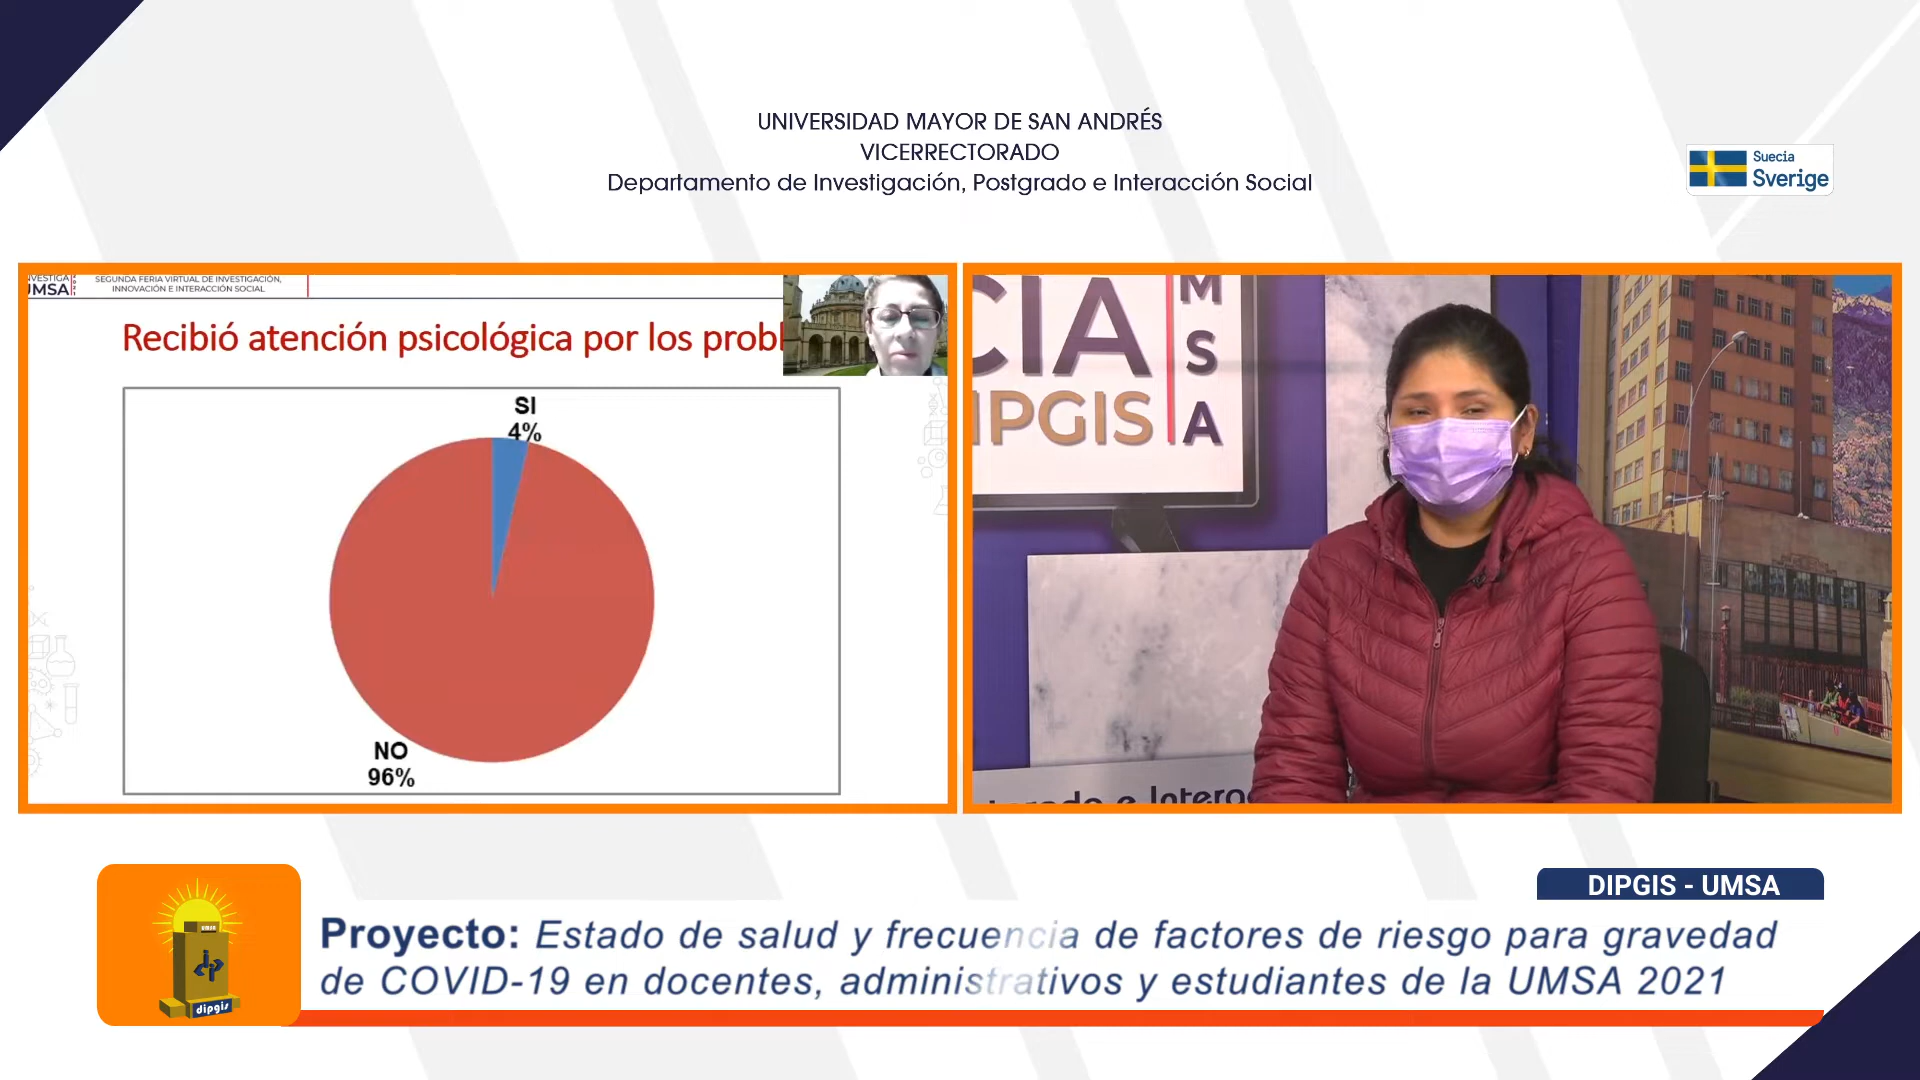 UNIVERSIDAD MAYOR DE SAN ANDRÉS
VICERRECTORADO
Departamento de Investigación, Postgrado e Interacción Social
Suecia
Sverige
UMSA
SEGUNDA FERIA VIRTUAL DE INVESTIGACIÓN,
INNOVACIÓN E INTERACCIÓN SOCIAL
Recibió atención psicológica por los probl
SI
4%
NO
96%
CIA
IPGIS
M
S
A
e Intera
DIPGIS - UMSA
Proyecto: Estado de salud y frecuencia de factores de riesgo para gravedad
de COVID-19 en docentes, administrativos y estudiantes de la UMSA 2021
dipgis